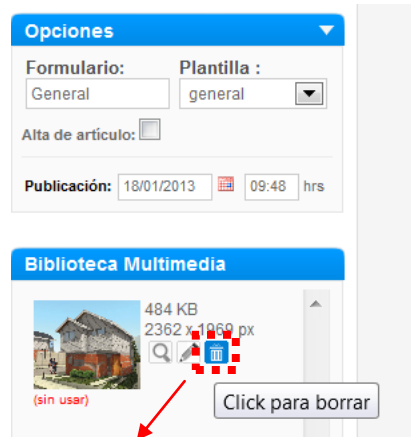 Opciones
Formulario: Plantilla :
General general
Alta de artículo:
Publicación: 18/01/2013 09:48 hrs
Biblioteca Multimedia
484 KB
2362 x 1969 px
(sin usar)
Click para borrar